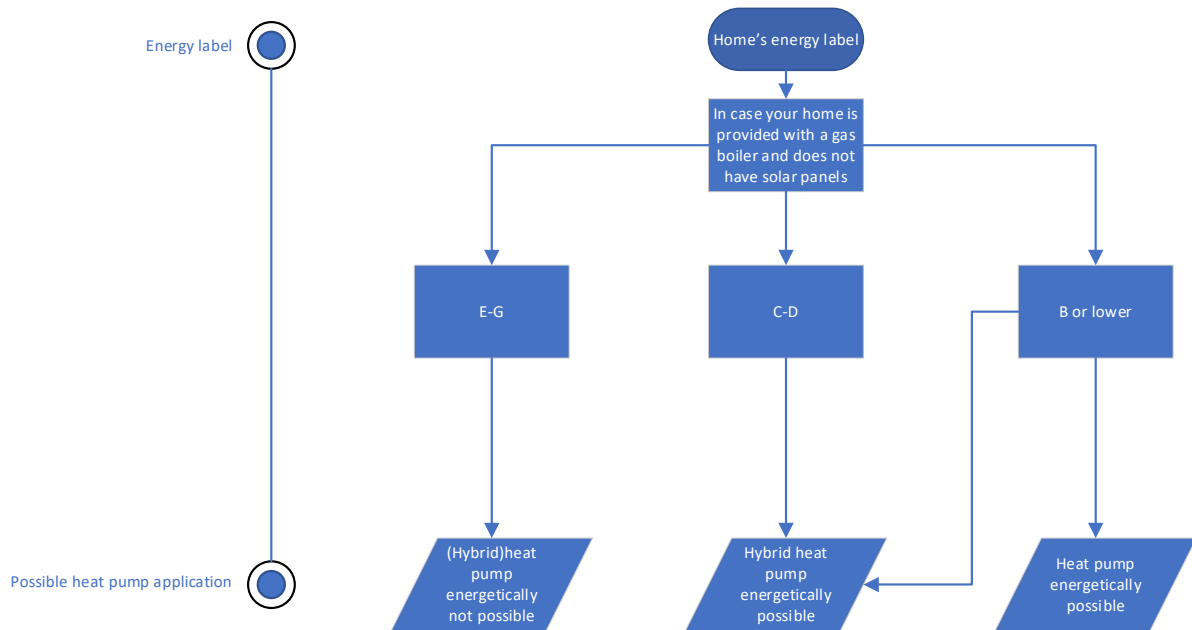 Energy label
Home's energy label
In case your home is
provided with a gas
boiler and does not
have solar panels
E-G
C-D
B or lower
Possible heat pump application
(Hybrid)heat
pump
energetically
not possible
Hybrid heat
pump
energetically
possible
Heat pump
energetically
possible